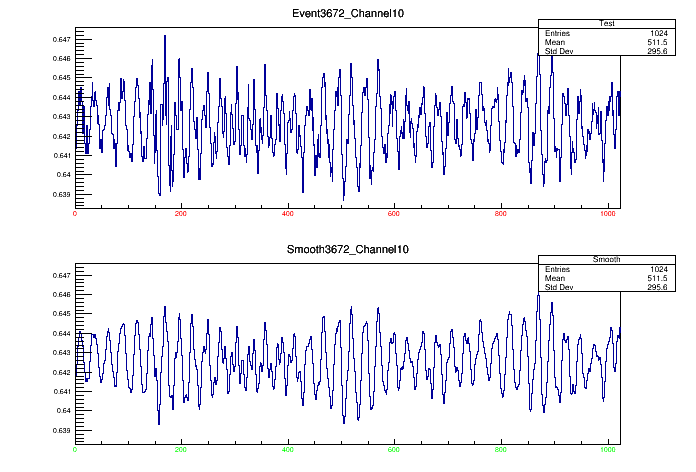 Event3672_Channel10
Test
Entries 1024
Mean 511.5
Std Dev 295.6
0.647
0.646
0.645
0.644
0.643
0.642
0.641
0.64
0.639
0 200 400 600 800 1000
Smooth3672_Channel10
Smooth
Entries 1024
Mean 511.5
Std Dev 295.6
0.647
0.646
0.645
0.644
0.643
0.642
0.641
0.64
0.639
0 200 400 600 800 1000